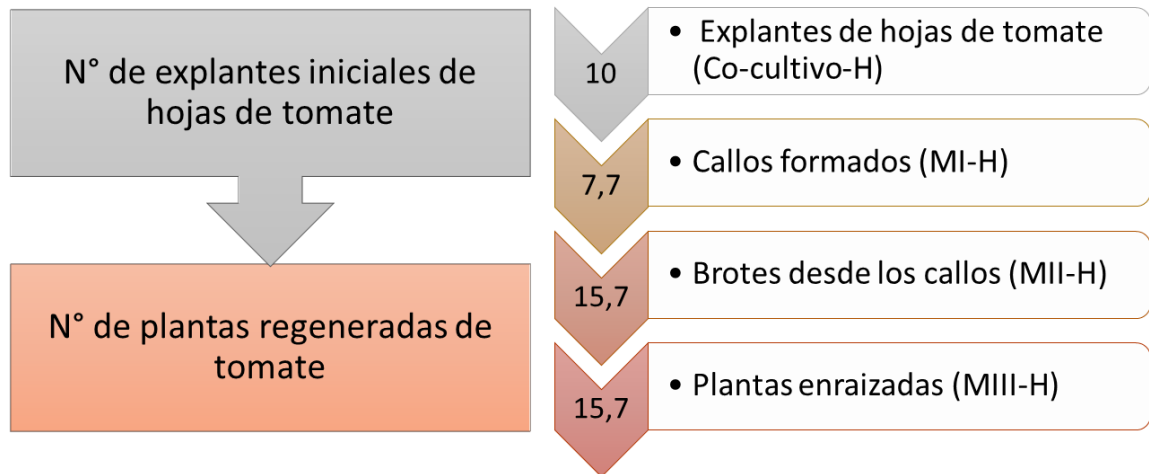 N° de explantes iniciales de
hojas de tomate
N° de plantas regeneradas de
tomate
10
• Explantes de hojas de tomate
(Co-cultivo-H)
7,7
• Callos formados (MI-H)
15,7
• Brotes desde los callos (MII-H)
15,7
• Plantas enraizadas (MIII-H)